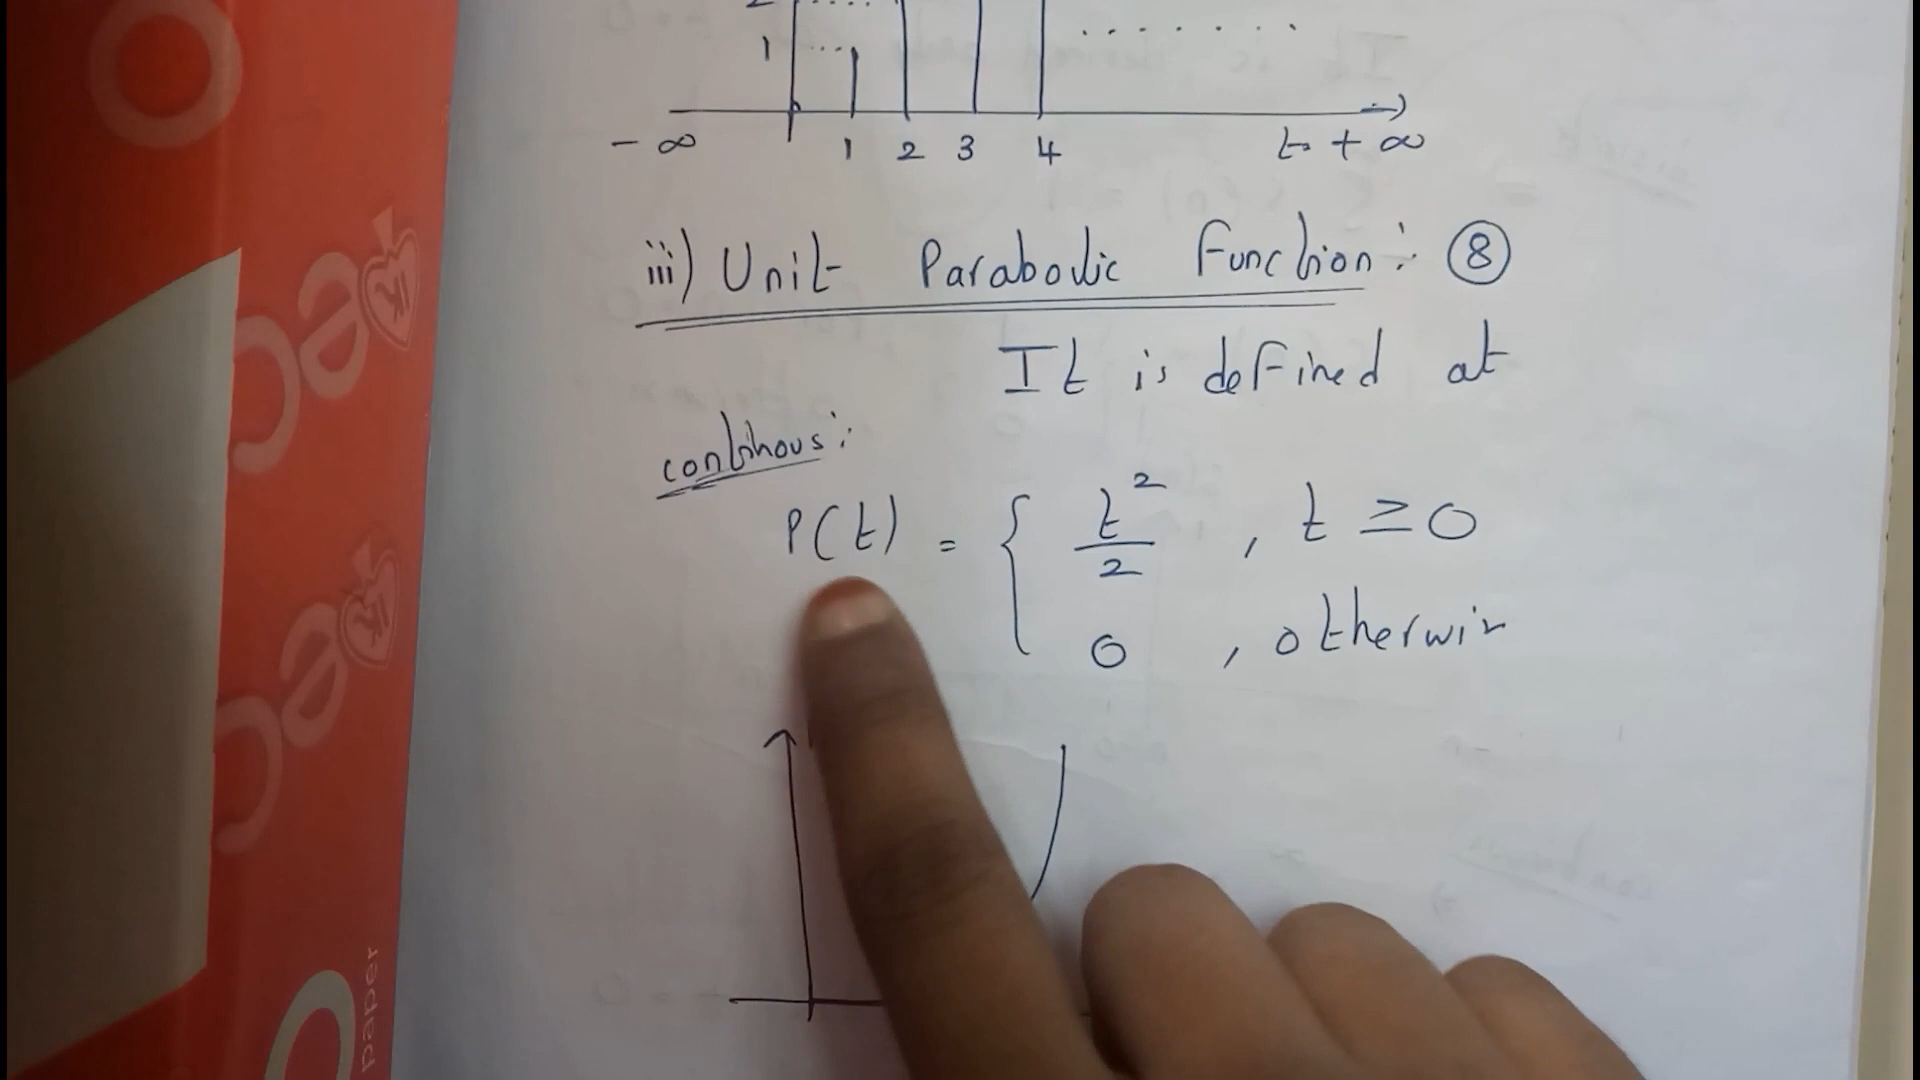 1
- ∞ 1 2 3 4 t → + ∞
iii) Unit Parabolic Function : 8
It is defined at
continous :
P(t) = { t²/2 , t ≥ 0
0 , otherwis
paper